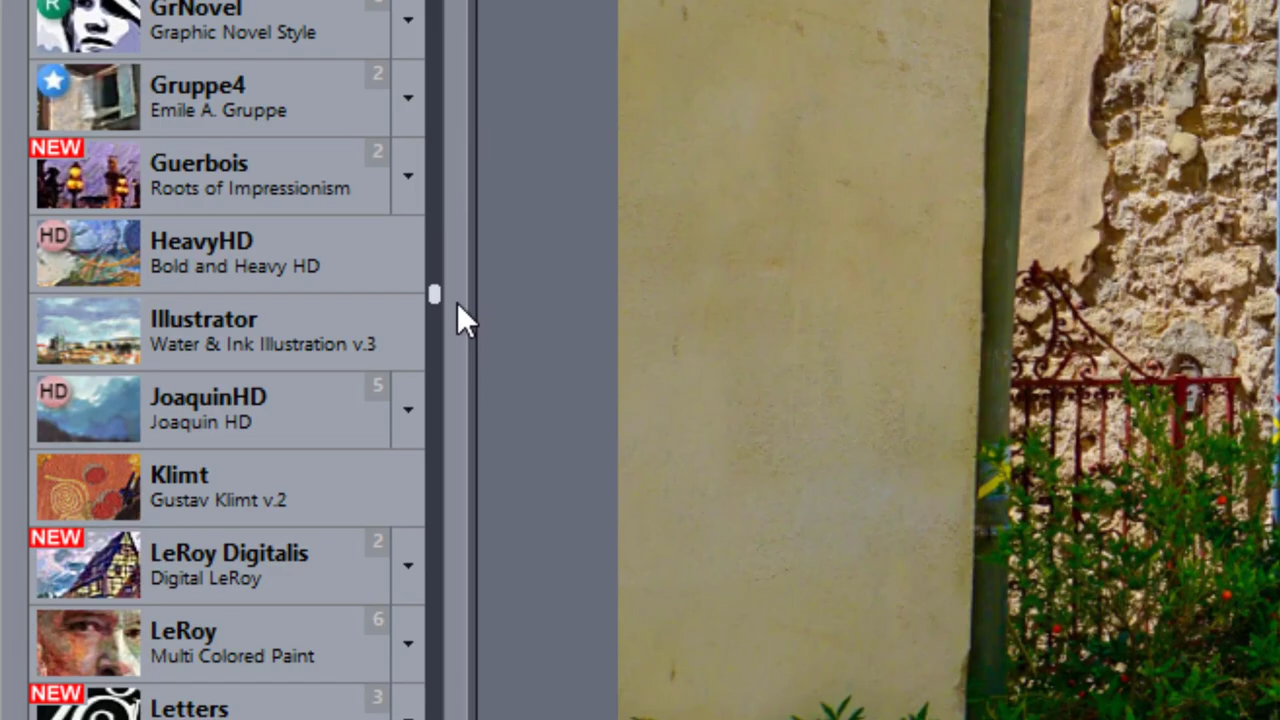 R
GrNovel
Graphic Novel Style
2
Gruppe4
Emile A. Gruppe
NEW
2
Guerbois
Roots of Impressionism
HD
HeavyHD
Bold and Heavy HD
Illustrator
Water & Ink Illustration v.3
HD
5
JoaquinHD
Joaquin HD
Klimt
Gustav Klimt v.2
NEW
2
LeRoy Digitalis
Digital LeRoy
6
LeRoy
Multi Colored Paint
NEW
3
Letters